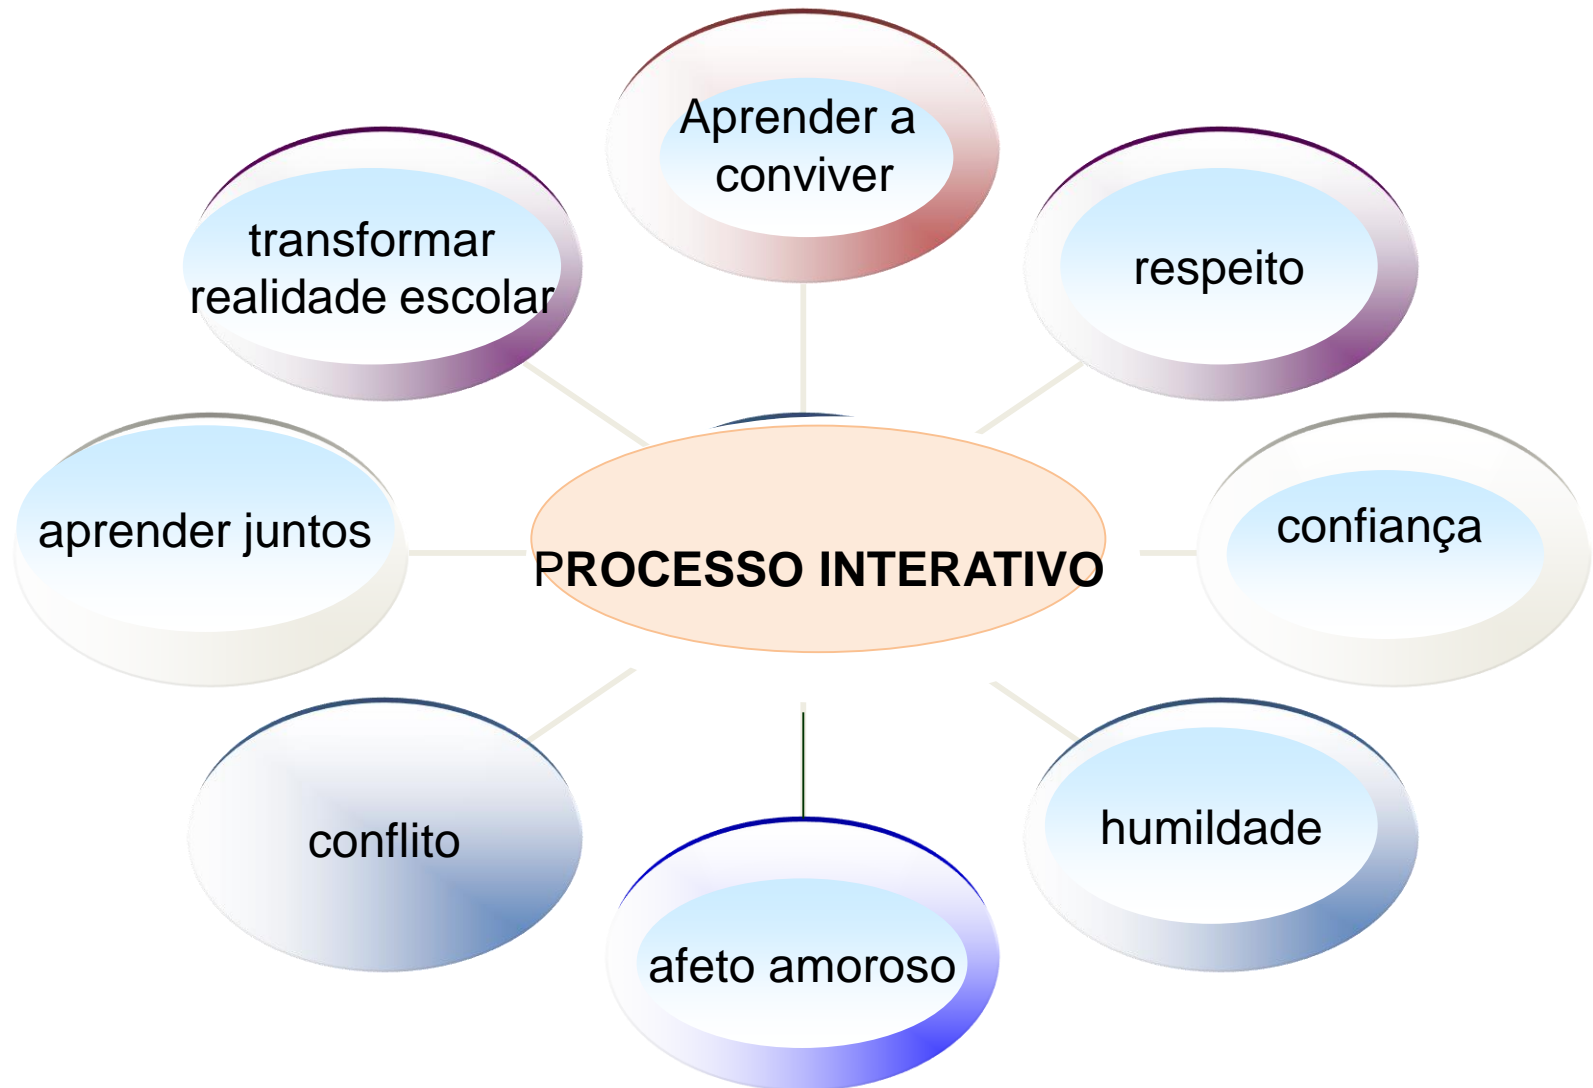 Aprender a
conviver
transformar
realidade escolar
respeito
aprender juntos
PROCESSO INTERATIVO
confiança
conflito
humildade
afeto amoroso